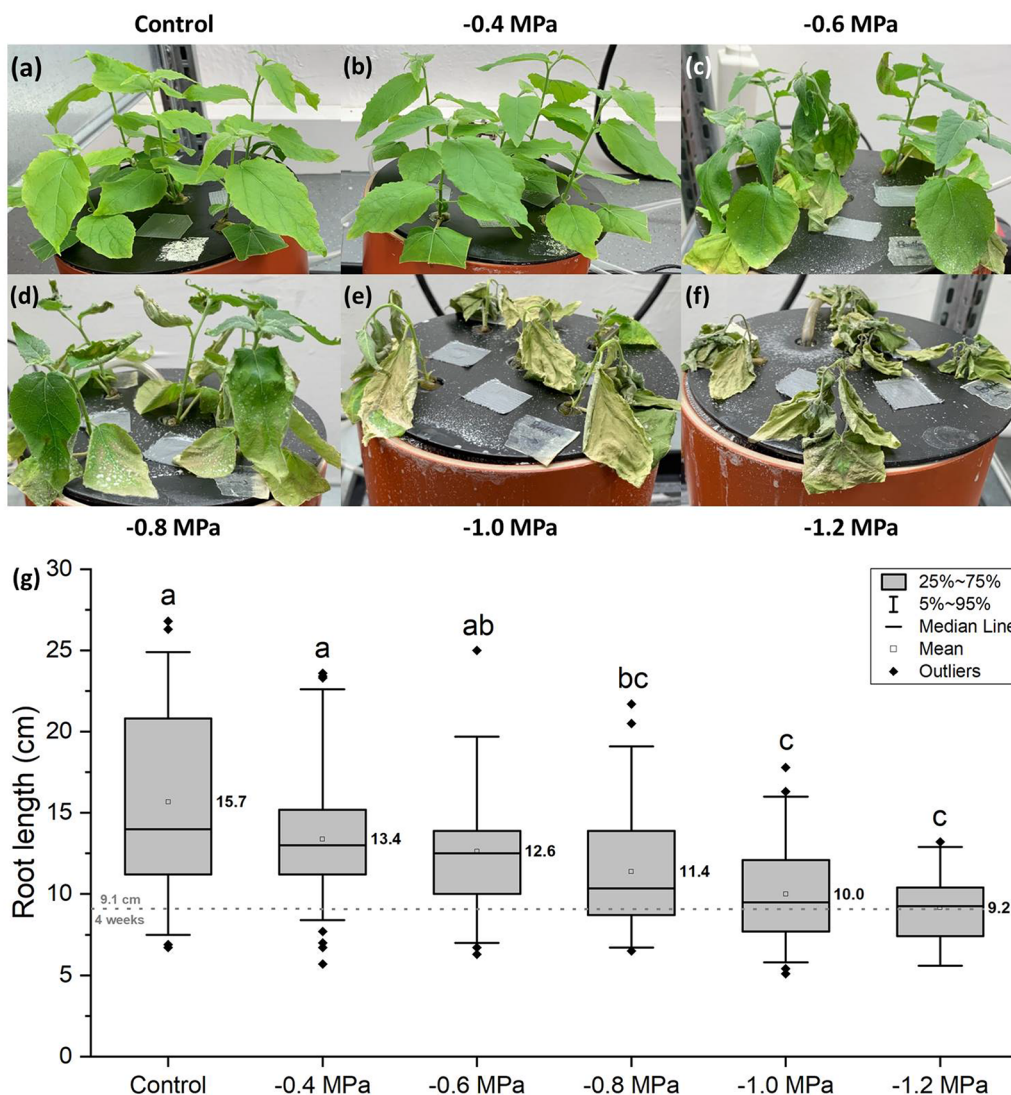 Control -0.4 MPa -0.6 MPa
(a) (b) (c)
(d) (e) (f)
-0.8 MPa -1.0 MPa -1.2 MPa
(g)
30
25
20
15
10
5
0
Root length (cm)
a
a
ab
bc
c
c
25%~75%
5%~95%
Median Line
Mean
Outliers
15.7
13.4
12.6
11.4
10.0
9.2
9.1 cm
4 weeks
Control -0.4 MPa -0.6 MPa -0.8 MPa -1.0 MPa -1.2 MPa